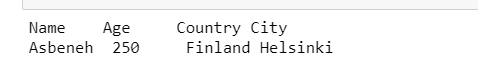 Name    Age     Country City
Asbeneh  250     Finland Helsinki